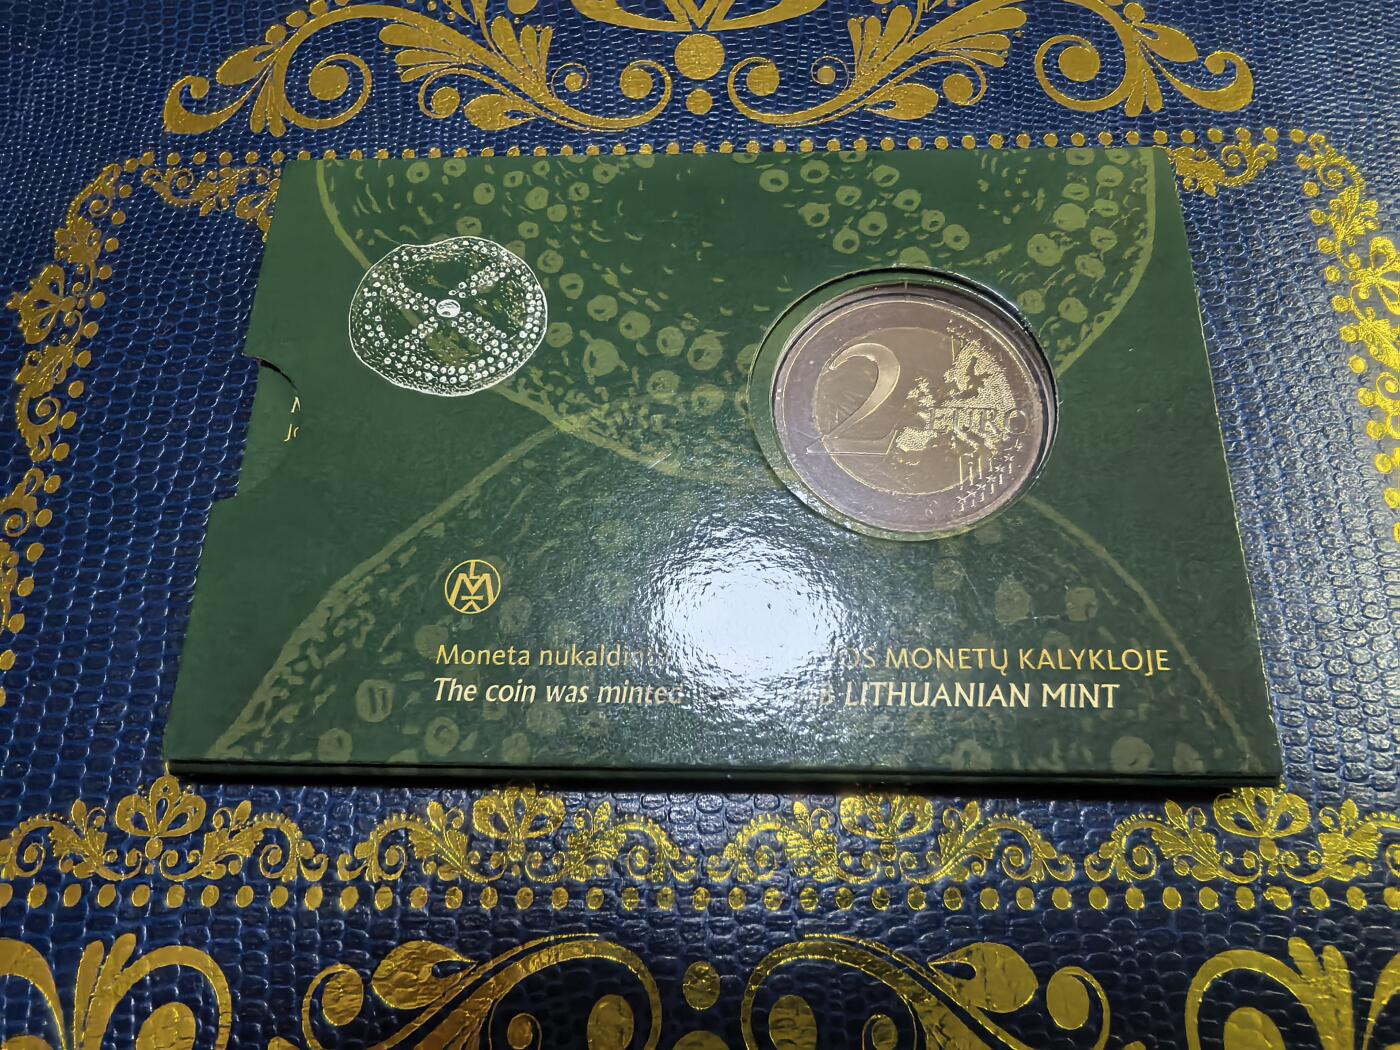 2 EURO
Moneta nukaldin
OS MONETŲ KALYKLOJE
The coin was minted
B LITHUANIAN MINT